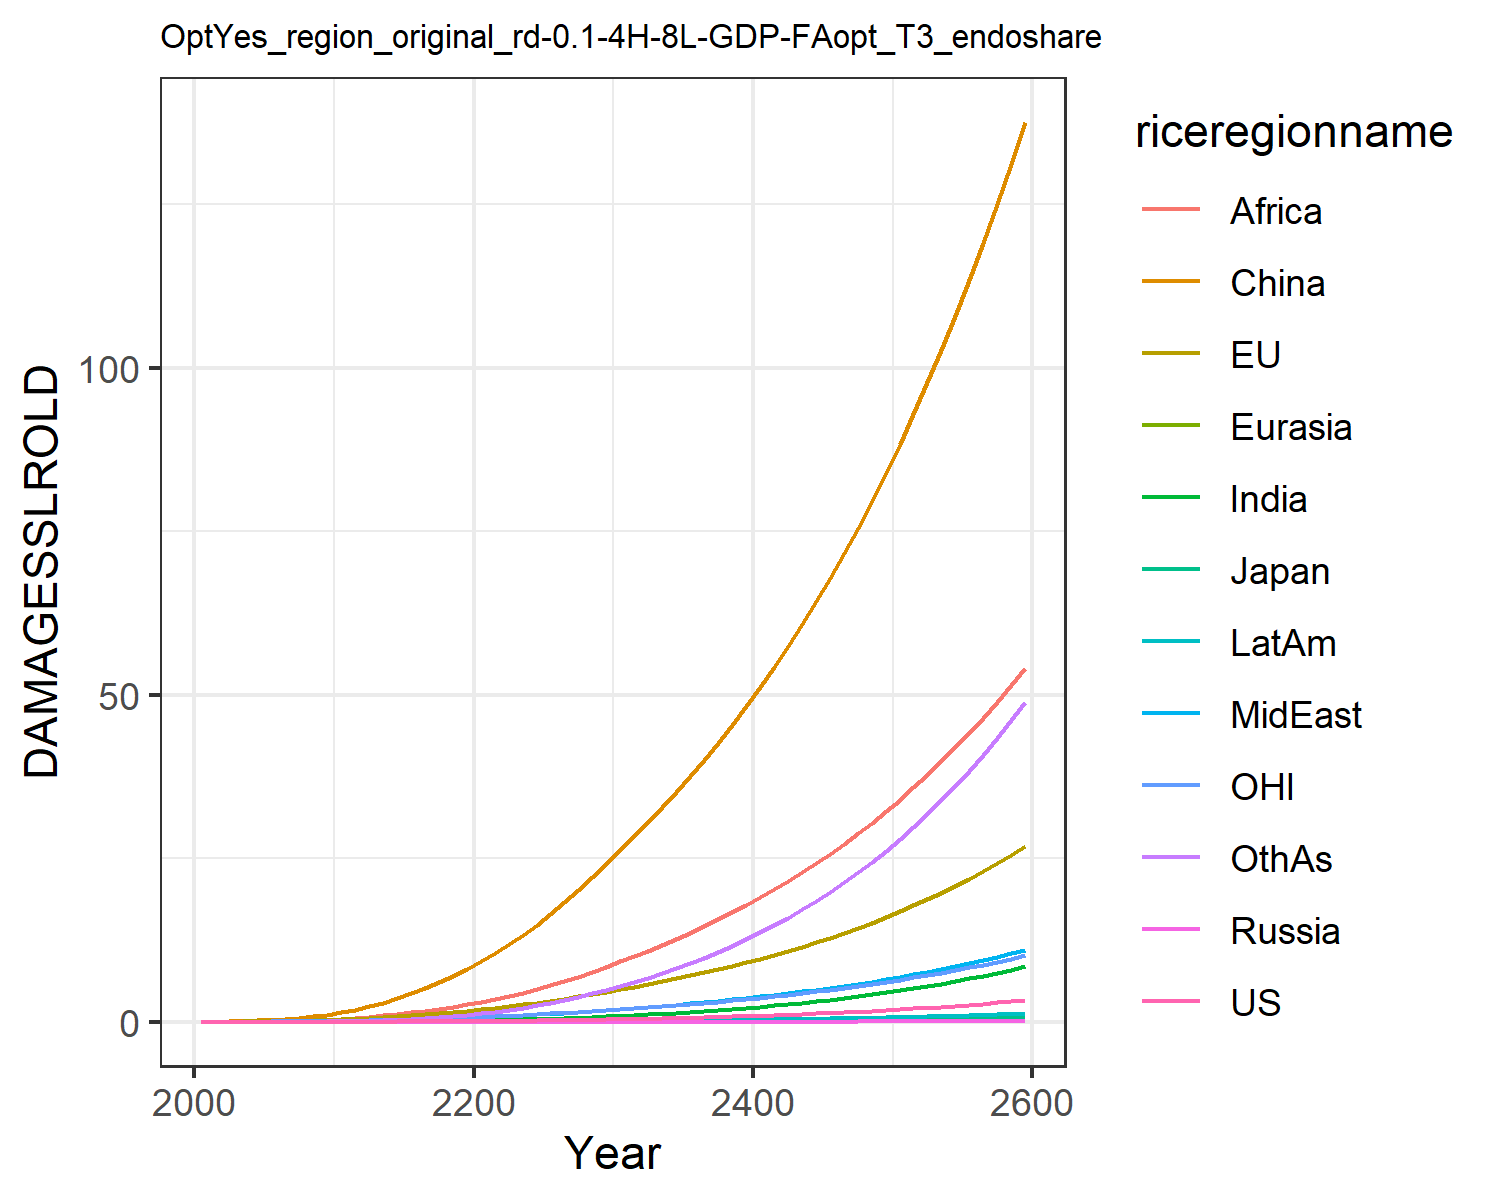 OptYes_region_original_rd-0.1-4H-8L-GDP-FAopt_T3_endoshare
DAMAGESSLROLD
100
50
0
2000 2200 2400 2600
Year
riceregionname
Africa
China
EU
Eurasia
India
Japan
LatAm
MidEast
OHI
OthAs
Russia
US